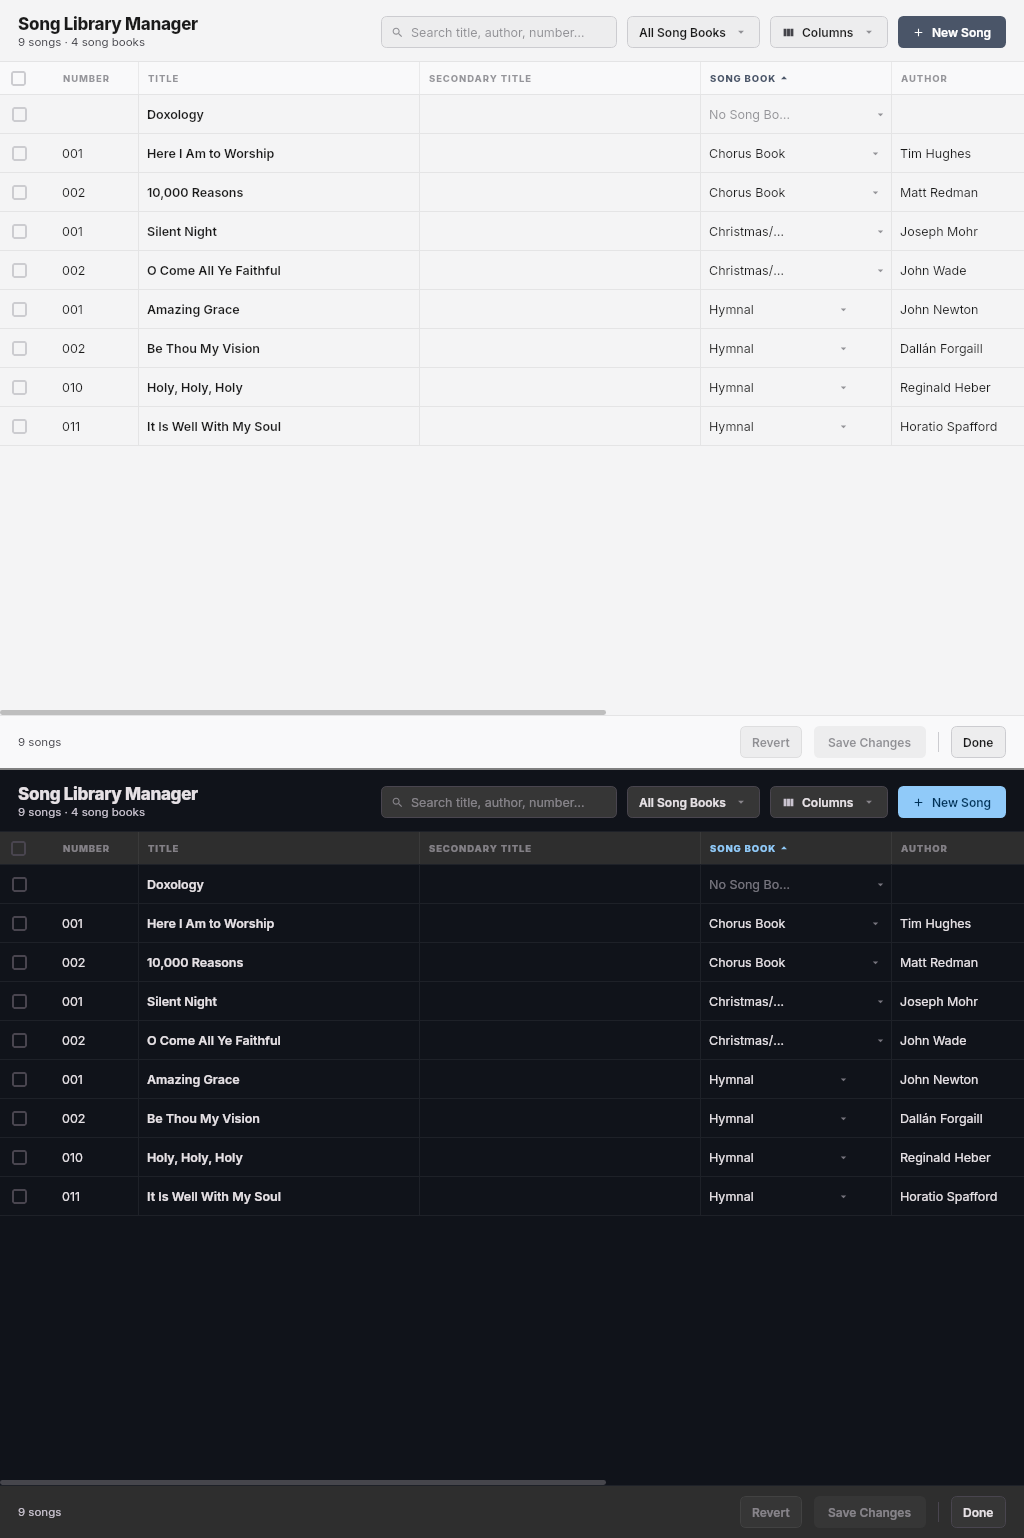 Song Library Manager
9 songs · 4 song books
Search title, author, number...
All Song Books
Columns
+ New Song
NUMBER TITLE SECONDARY TITLE SONG BOOK AUTHOR
Doxology No Song Bo...
001 Here I Am to Worship Chorus Book Tim Hughes
002 10,000 Reasons Chorus Book Matt Redman
001 Silent Night Christmas/... Joseph Mohr
002 O Come All Ye Faithful Christmas/... John Wade
001 Amazing Grace Hymnal John Newton
002 Be Thou My Vision Hymnal Dallán Forgaill
010 Holy, Holy, Holy Hymnal Reginald Heber
011 It Is Well With My Soul Hymnal Horatio Spafford
9 songs Revert Save Changes Done
Song Library Manager
9 songs · 4 song books
Search title, author, number...
All Song Books
Columns
+ New Song
NUMBER TITLE SECONDARY TITLE SONG BOOK AUTHOR
Doxology No Song Bo...
001 Here I Am to Worship Chorus Book Tim Hughes
002 10,000 Reasons Chorus Book Matt Redman
001 Silent Night Christmas/... Joseph Mohr
002 O Come All Ye Faithful Christmas/... John Wade
001 Amazing Grace Hymnal John Newton
002 Be Thou My Vision Hymnal Dallán Forgaill
010 Holy, Holy, Holy Hymnal Reginald Heber
011 It Is Well With My Soul Hymnal Horatio Spafford
9 songs Revert Save Changes Done